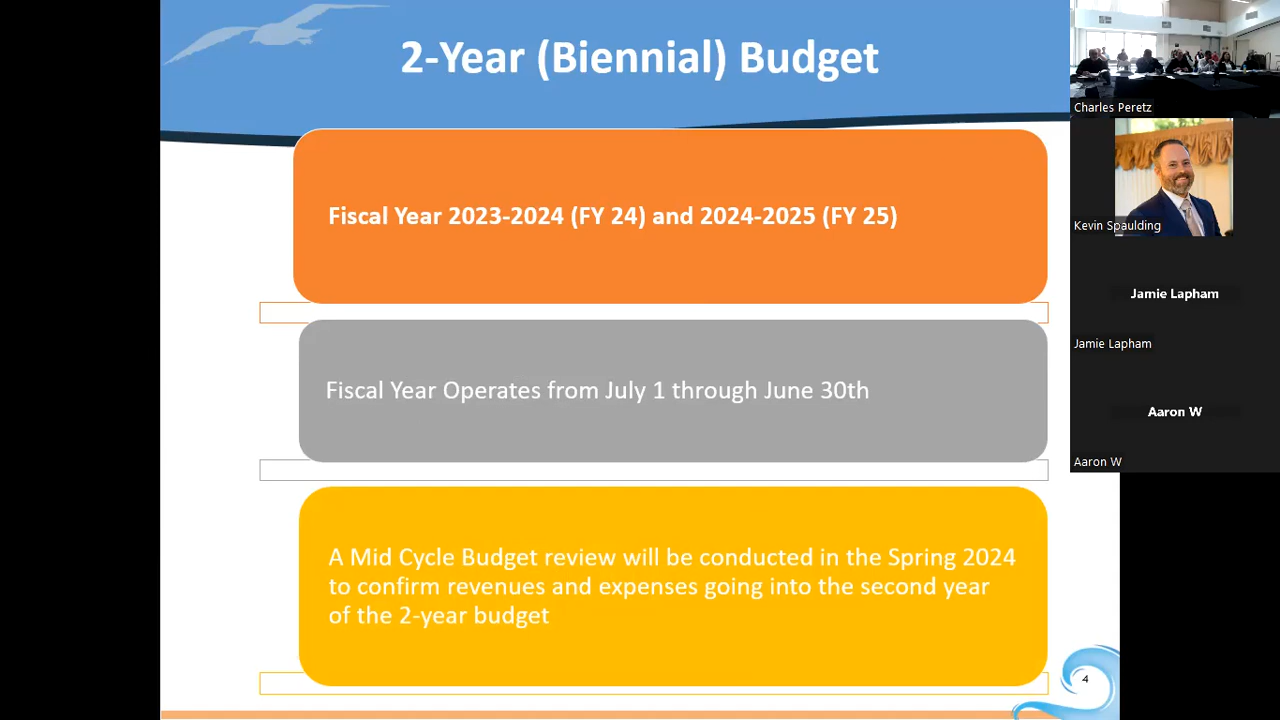 2-Year (Biennial) Budget
Fiscal Year 2023-2024 (FY 24) and 2024-2025 (FY 25)
Fiscal Year Operates from July 1 through June 30th
A Mid Cycle Budget review will be conducted in the Spring 2024
to confirm revenues and expenses going into the second year
of the 2-year budget
4
Charles Peretz
Kevin Spaulding
Jamie Lapham
Jamie Lapham
Aaron W
Aaron W